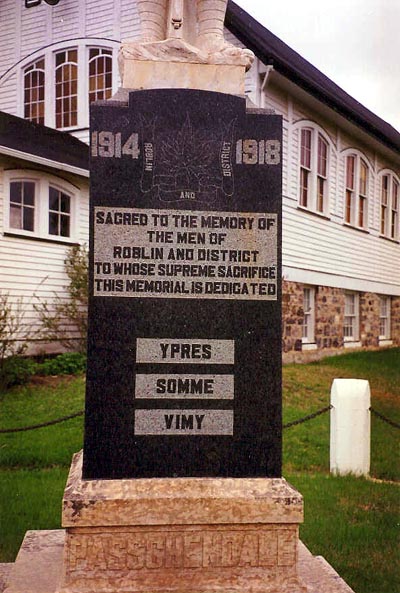 1914 ROBLIN AND DISTRICT 1918
SACRED TO THE MEMORY OF
THE MEN OF
ROBLIN AND DISTRICT
TO WHOSE SUPREME SACRIFICE
THIS MEMORIAL IS DEDICATED
YPRES
SOMME
VIMY
PASSCHENDALE